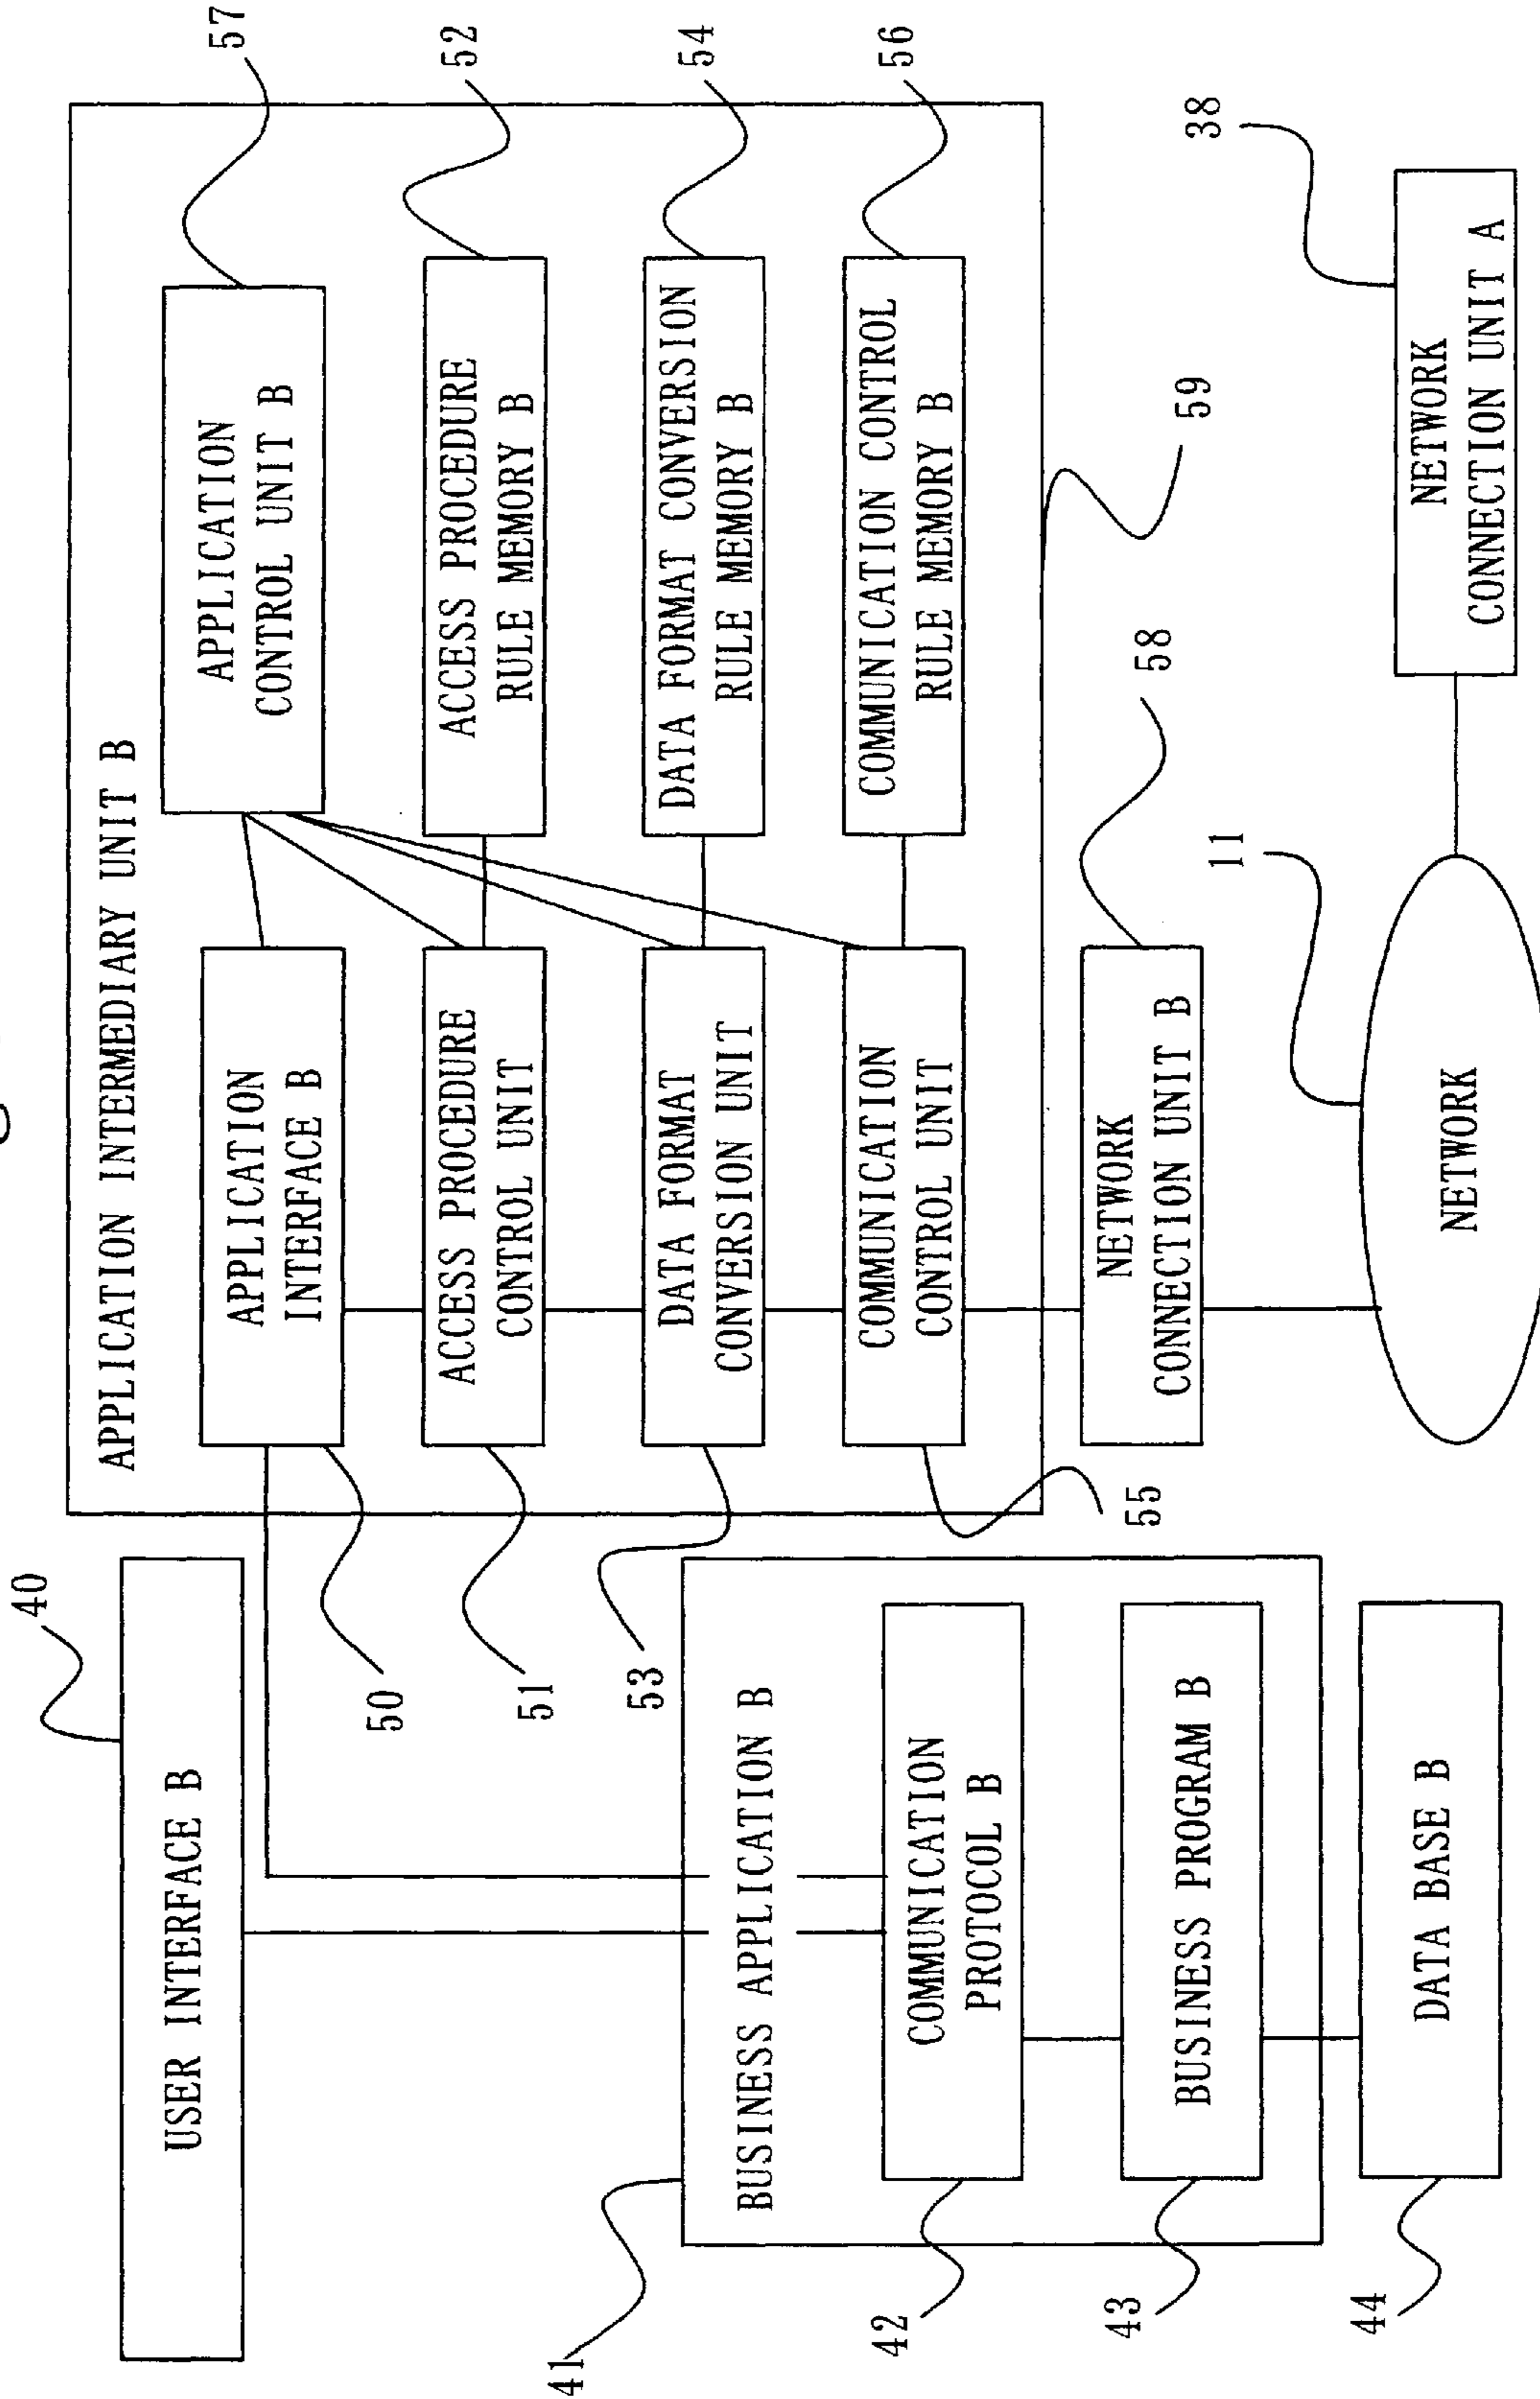 40
USER INTERFACE B
APPLICATION INTERMEDIARY UNIT B
57
APPLICATION
CONTROL UNIT B
APPLICATION
INTERFACE B
50
52
ACCESS PROCEDURE
CONTROL UNIT
ACCESS PROCEDURE
RULE MEMORY B
51
54
DATA FORMAT
CONVERSION UNIT
DATA FORMAT CONVERSION
RULE MEMORY B
53
56
COMMUNICATION
CONTROL UNIT
COMMUNICATION CONTROL
RULE MEMORY B
55
59
41
BUSINESS APPLICATION B
COMMUNICATION
PROTOCOL B
42
BUSINESS PROGRAM B
43
DATA BASE B
44
58
NETWORK
CONNECTION UNIT B
11
NETWORK
38
NETWORK
CONNECTION UNIT A